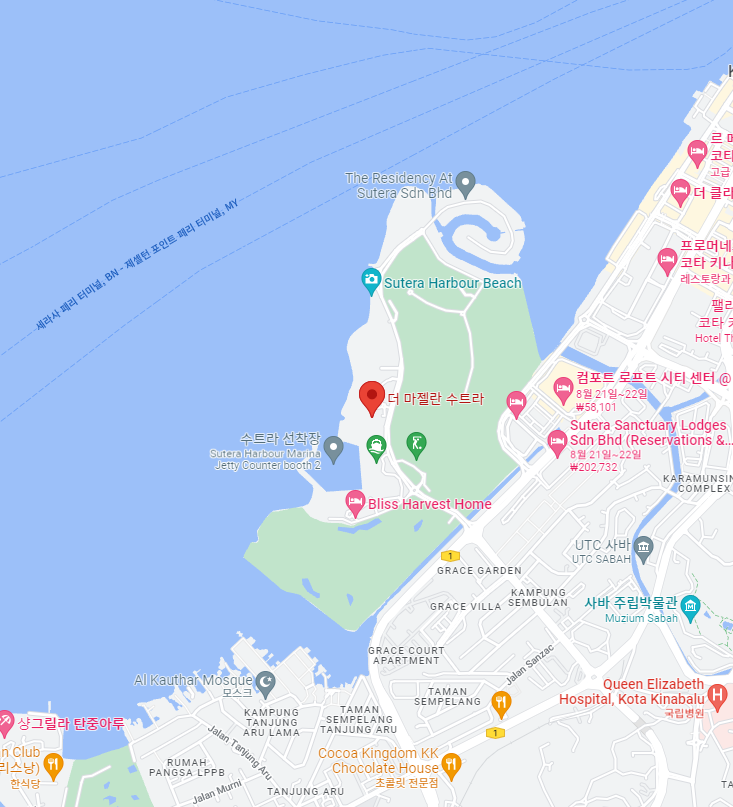 르 메
코타
고급
더 클라
The Residency At
Sutera Sdn Bhd
프로머네
코타 키나
레스토랑과
세라사 페리 터미널, BN - 제셀턴 포인트 페리 터미널, MY
Sutera Harbour Beach
코타 키
Hotel Th
컴포트 로프트 시티 센터 @
8월 21일~22일
₩58,101
더 마젤란 수트라
Sutera Sanctuary Lodges
Sdn Bhd (Reservations &...
8월 21일~22일
₩202,732
수트라 선착장
Sutera Harbour Marina
Jetty Counter booth 2
KARAMUNSIN
COMPLEX
Bliss Harvest Home
UTC 사바
UTC SABAH
1
GRACE GARDEN
KAMPUNG
SEMBULAN
GRACE VILLA
사바 주립박물관
Muzium Sabah
GRACE COURT
APARTMENT
Jalan Sanzac
Al Kauthar Mosque
모스크
TAMAN
SEMPELANG
Queen Elizabeth
Hospital, Kota Kinabalu
국립병원
샹그릴라 탄중아루
KAMPUNG
TANJUNG
ARU LAMA
TAMAN
SEMPELANG
TANJUNG ARU
1
Jalan Tanjung Aru
n Club
리스낭)
한식당
RUMAH
PANGSA LPPB
Cocoa Kingdom KK
Chocolate House
초콜릿 전문점
Jalan Mumi
TANJUNG ARU